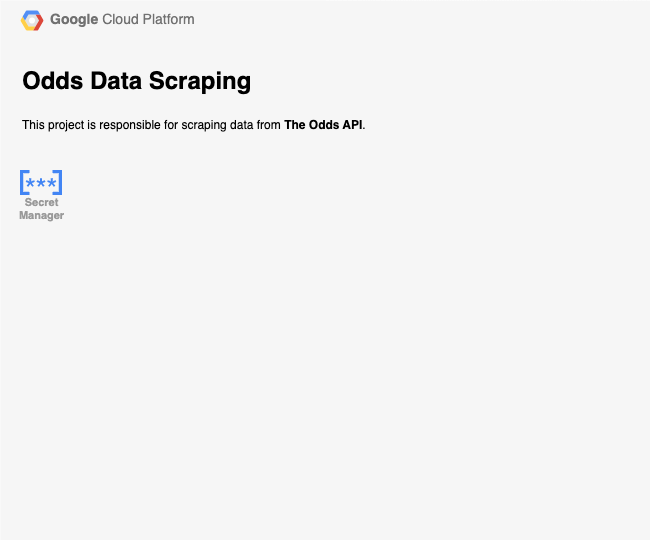 Google Cloud Platform
Odds Data Scraping
This project is responsible for scraping data from The Odds API.
[***]
Secret
Manager